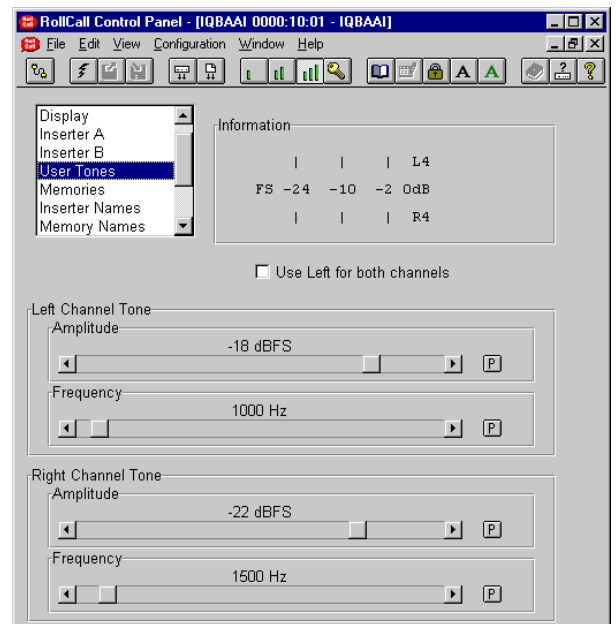 RollCall Control Panel - [IQBAAI 0000:10:01 - IQBAAI]
File Edit View Configuration Window Help
A A
Display
Inserter A
Inserter B
User Tones
Memories
Inserter Names
Memory Names
Information
| | | L4
FS -24 -10 -2 0dB
| | | R4
Use Left for both channels
Left Channel Tone
Amplitude
-18 dBFS
P
Frequency
1000 Hz
P
Right Channel Tone
Amplitude
-22 dBFS
P
Frequency
1500 Hz
P